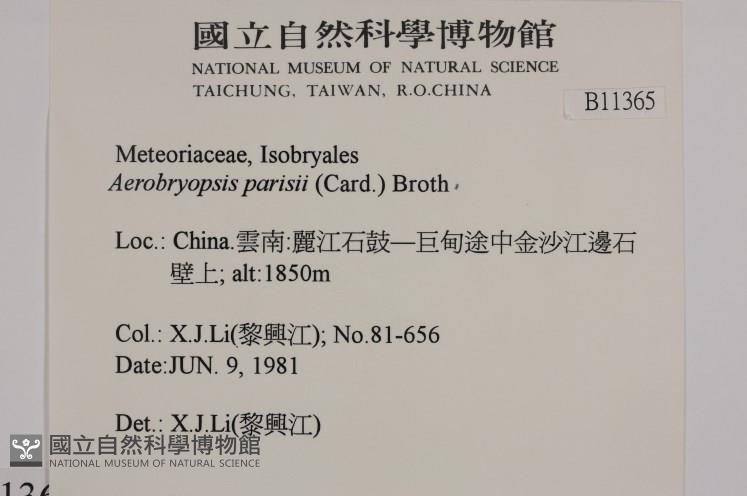 國立自然科學博物館
NATIONAL MUSEUM OF NATURAL SCIENCE
TAICHUNG, TAIWAN, R.O.CHINA
B11365
Meteoriaceae, Isobryales
Aerobryopsis parisii (Card.) Broth.
Loc.: China.雲南:麗江石鼓—巨甸途中金沙江邊石
壁上; alt:1850m
Col.: X.J.Li(黎興江); No.81-656
Date:JUN. 9, 1981
Det.: X.J.Li(黎興江)
國立自然科學博物館
NATIONAL MUSEUM OF NATURAL SCIENCE